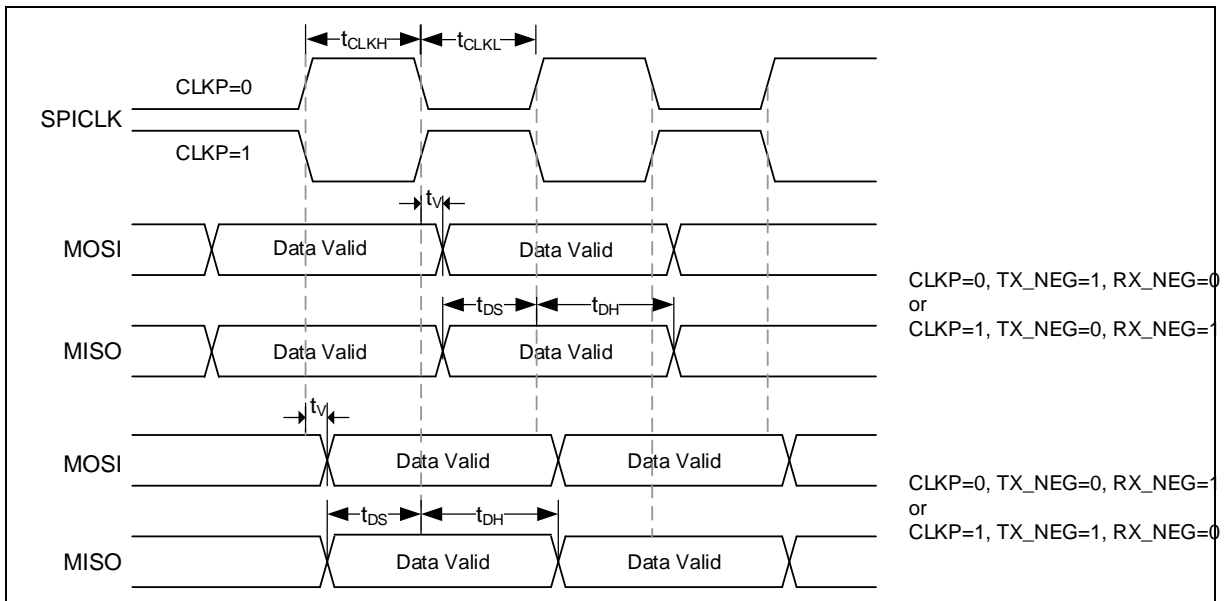 tCLKH tCLKL
CLKP=0
SPICLK
CLKP=1
tV
MOSI Data Valid Data Valid
CLKP=0, TX_NEG=1, RX_NEG=0
or
CLKP=1, TX_NEG=0, RX_NEG=1
tDS tDH
MISO Data Valid Data Valid
tV
MOSI Data Valid Data Valid
CLKP=0, TX_NEG=0, RX_NEG=1
or
CLKP=1, TX_NEG=1, RX_NEG=0
tDS tDH
MISO Data Valid Data Valid